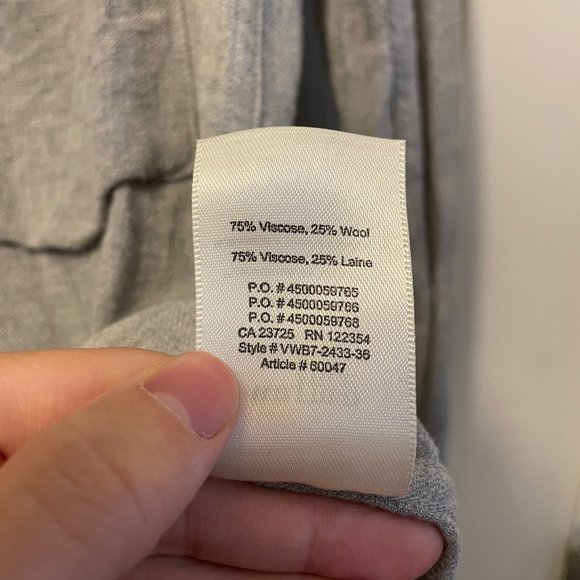 75% Viscose, 25% Wool
75% Viscose, 25% Laine
P.O. # 4500059765
P.O. # 4500059766
P.O. # 4500059768
CA 23725 RN 122354
Style # VWB7-2433-36
Article # 60047